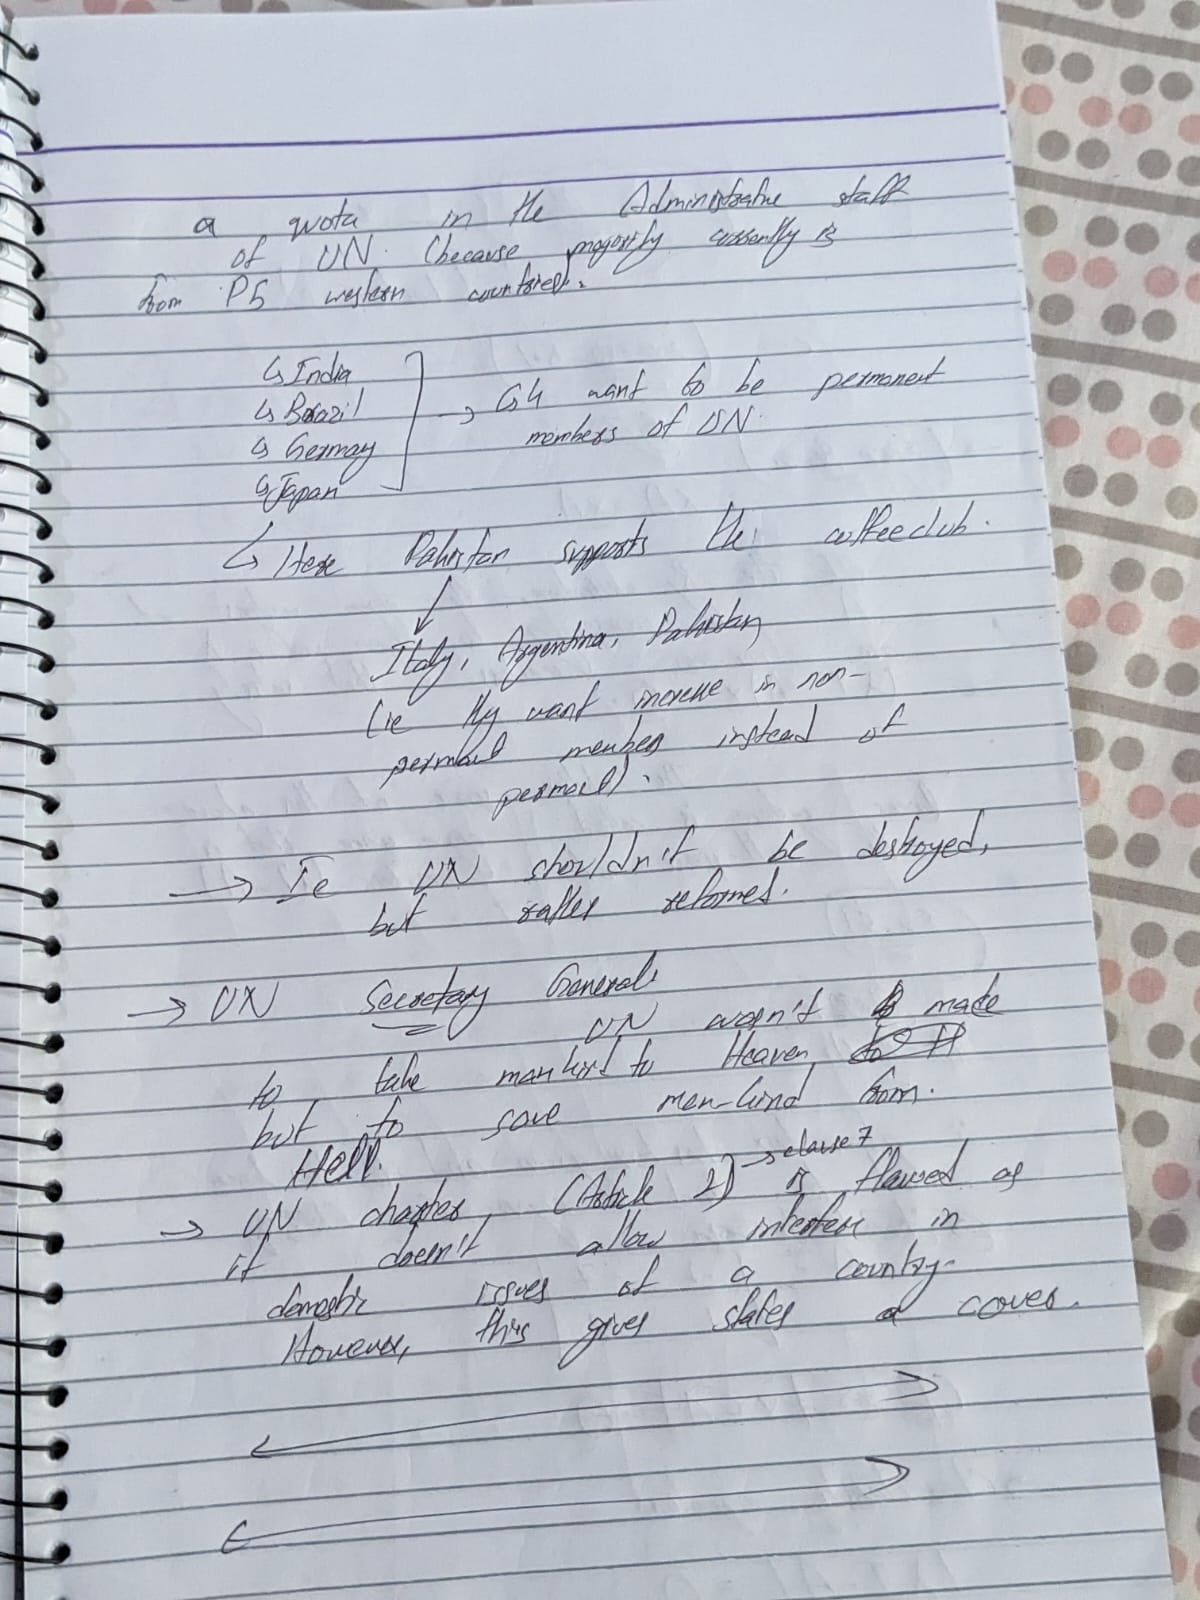 a quota in the Administrative staff
of UN. (because majority currently is
from P5 western countries).
↳ India
↳ Brazil
↳ Germay
↳ Japan
→ G4 want to be permanent
members of UN.
↳ Here Pakistan supports the coffee club.
↓
Italy, Argentina, Pakistan
(ie they want increase in non-
permanent members instead of
permanent).
→ Ie UN shouldn't be destroyed,
but rather reformed.
→ UN Secretary General
UN wasn't made
to take mankind to Heaven,
but to save man-kind from.
Hell.
→ UN charter, (Article 2) → clause 7 is flawed as
it doesn't allow interfere in
domestic issues of a country.
However, this gives states a cover.